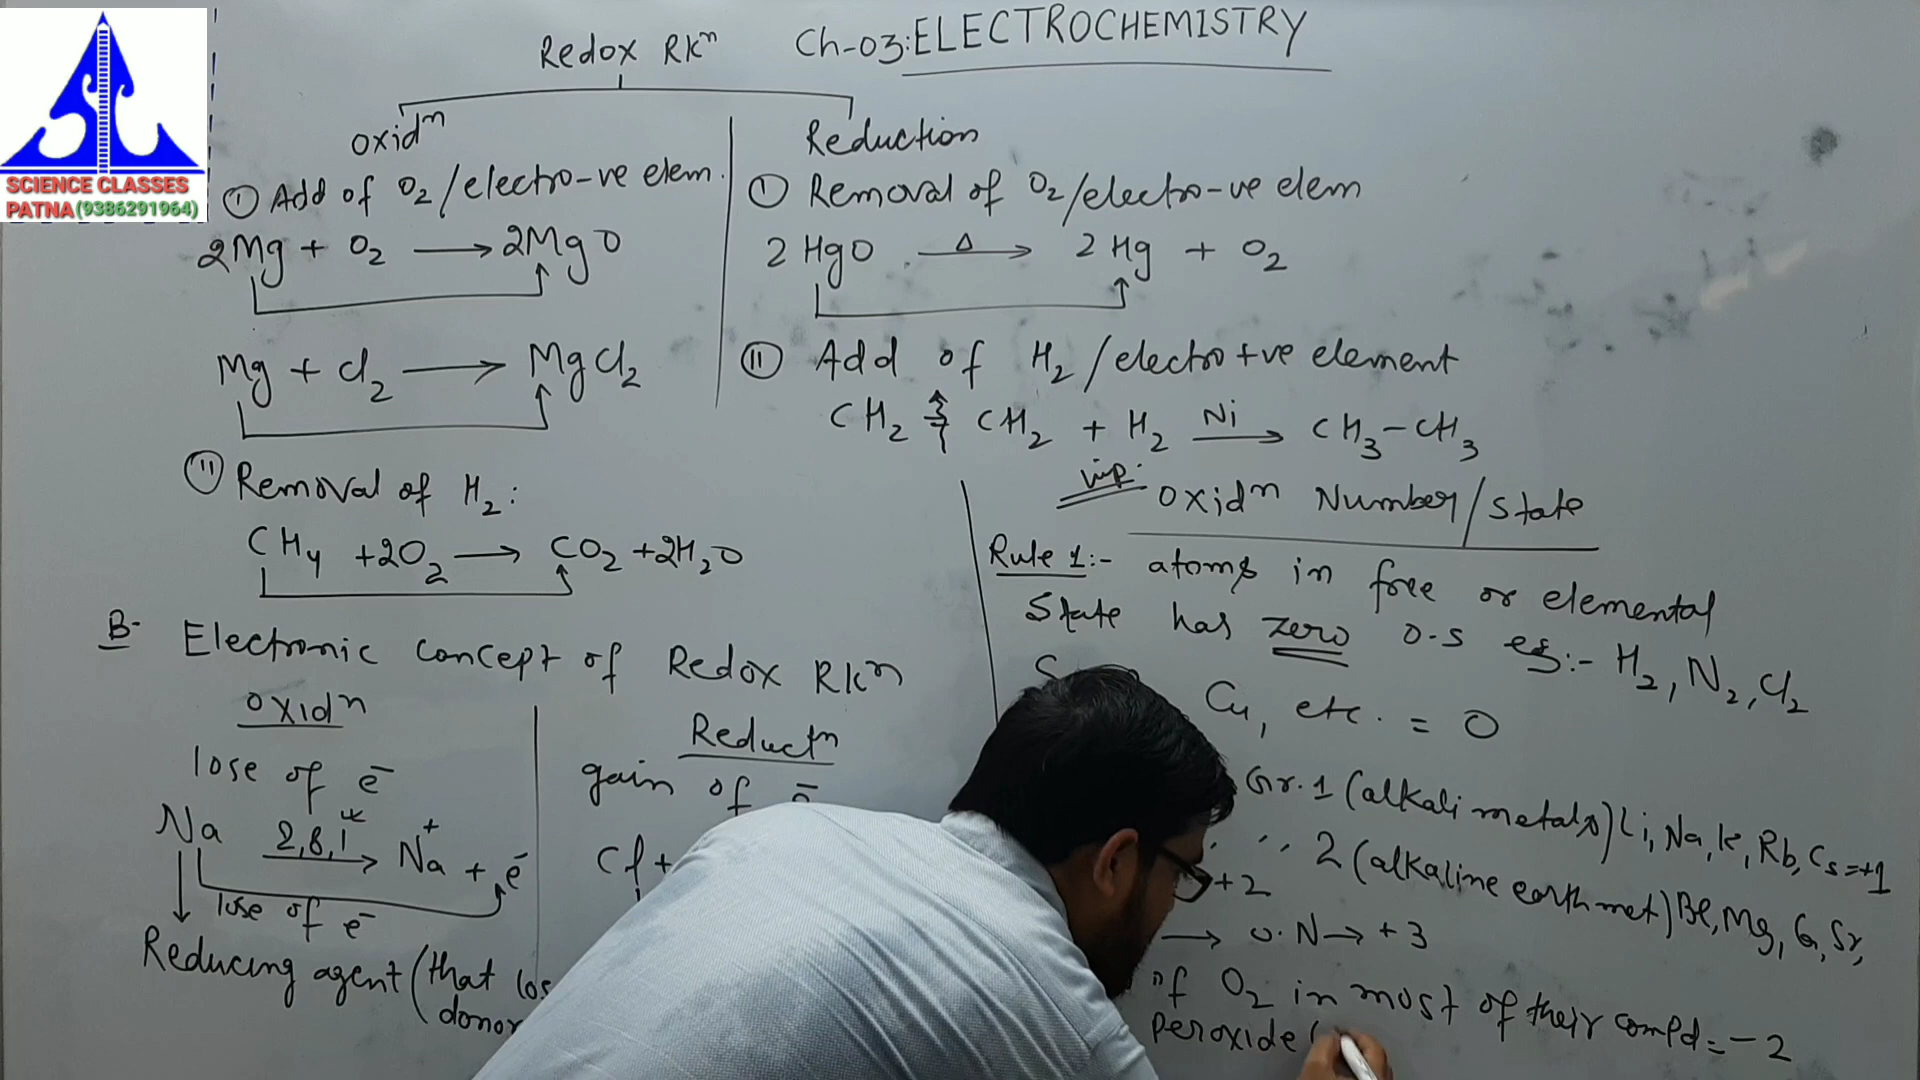 SCIENCE CLASSES
PATNA(9386291964)
Redox Rkⁿ
Ch-03: ELECTROCHEMISTRY
oxidⁿ
① Add of O₂/electro-ve elem.
2Mg + O₂ → 2MgO
Mg + Cl₂ → MgCl₂
⑪ Removal of H₂:
CH₄ + 2O₂ → CO₂ + 2H₂O
Reduction
① Removal of O₂/electro-ve elem
2HgO △→ 2Hg + O₂
⑪ Add of H₂/electro+ve element
CH₂ CH₂ + H₂ Ni→ CH₃-CH₃
B- Electronic concept of Redox Rkⁿ
oxidⁿ
lose of e⁻
Na 2,8,1→ Na⁺ + e⁻
lose of e⁻
Reducing agent (that los
donor
Reductⁿ
gain of e⁻
Cl +
imp.
oxidⁿ Number/state
Rule 1:- atoms in free or elemental
State has zero o.s eg:- H₂, N₂, Cl₂
Cu, etc. = 0
Gr. 1 (alkali metals) Li, Na, K, Rb, Cs = +1
" 2 (alkaline earth met) Be, Mg, Ca, Sr,
+2
→ O.N → +3
of O₂ in most of their compd = -2
peroxide (